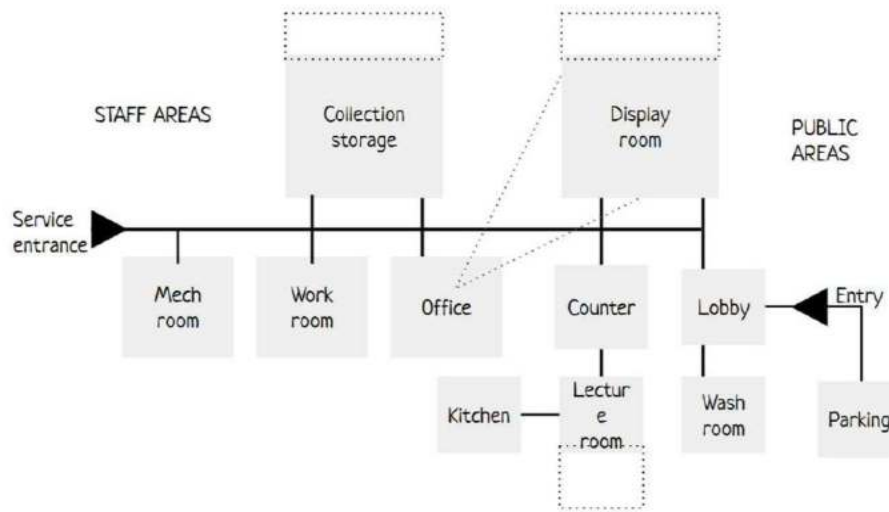 STAFF AREAS
Collection
storage
Display
room
PUBLIC
AREAS
Service
entrance
Mech
room
Work
room
Office
Counter
Lobby
Entry
Kitchen
Lectur
e
room
Wash
room
Parking